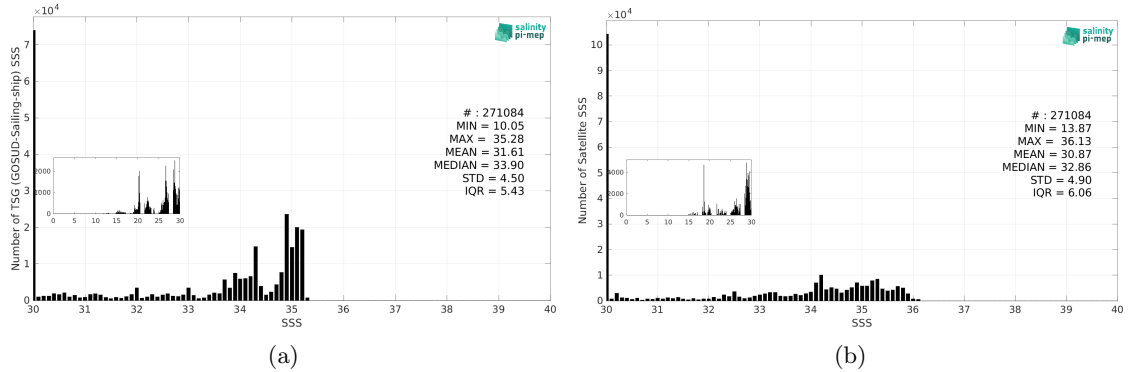 ×10⁴
8
7
6
5
4
3
2
1
0
Number of TSG (GOSUD-Sailing-ship) SSS
salinity
pi-mep
# : 271084
MIN = 10.05
MAX = 35.28
MEAN = 31.61
MEDIAN = 33.90
STD = 4.50
IQR = 5.43
2000
1000
0
0 5 10 15 20 25 30
30 31 32 33 34 35 36 37 38 39 40
SSS
(a)
×10⁴
10
9
8
7
6
5
4
3
2
1
0
Number of Satellite SSS
salinity
pi-mep
# : 271084
MIN = 13.87
MAX = 36.13
MEAN = 30.87
MEDIAN = 32.86
STD = 4.90
IQR = 6.06
4000
2000
0
0 5 10 15 20 25 30
30 31 32 33 34 35 36 37 38 39 40
SSS
(b)